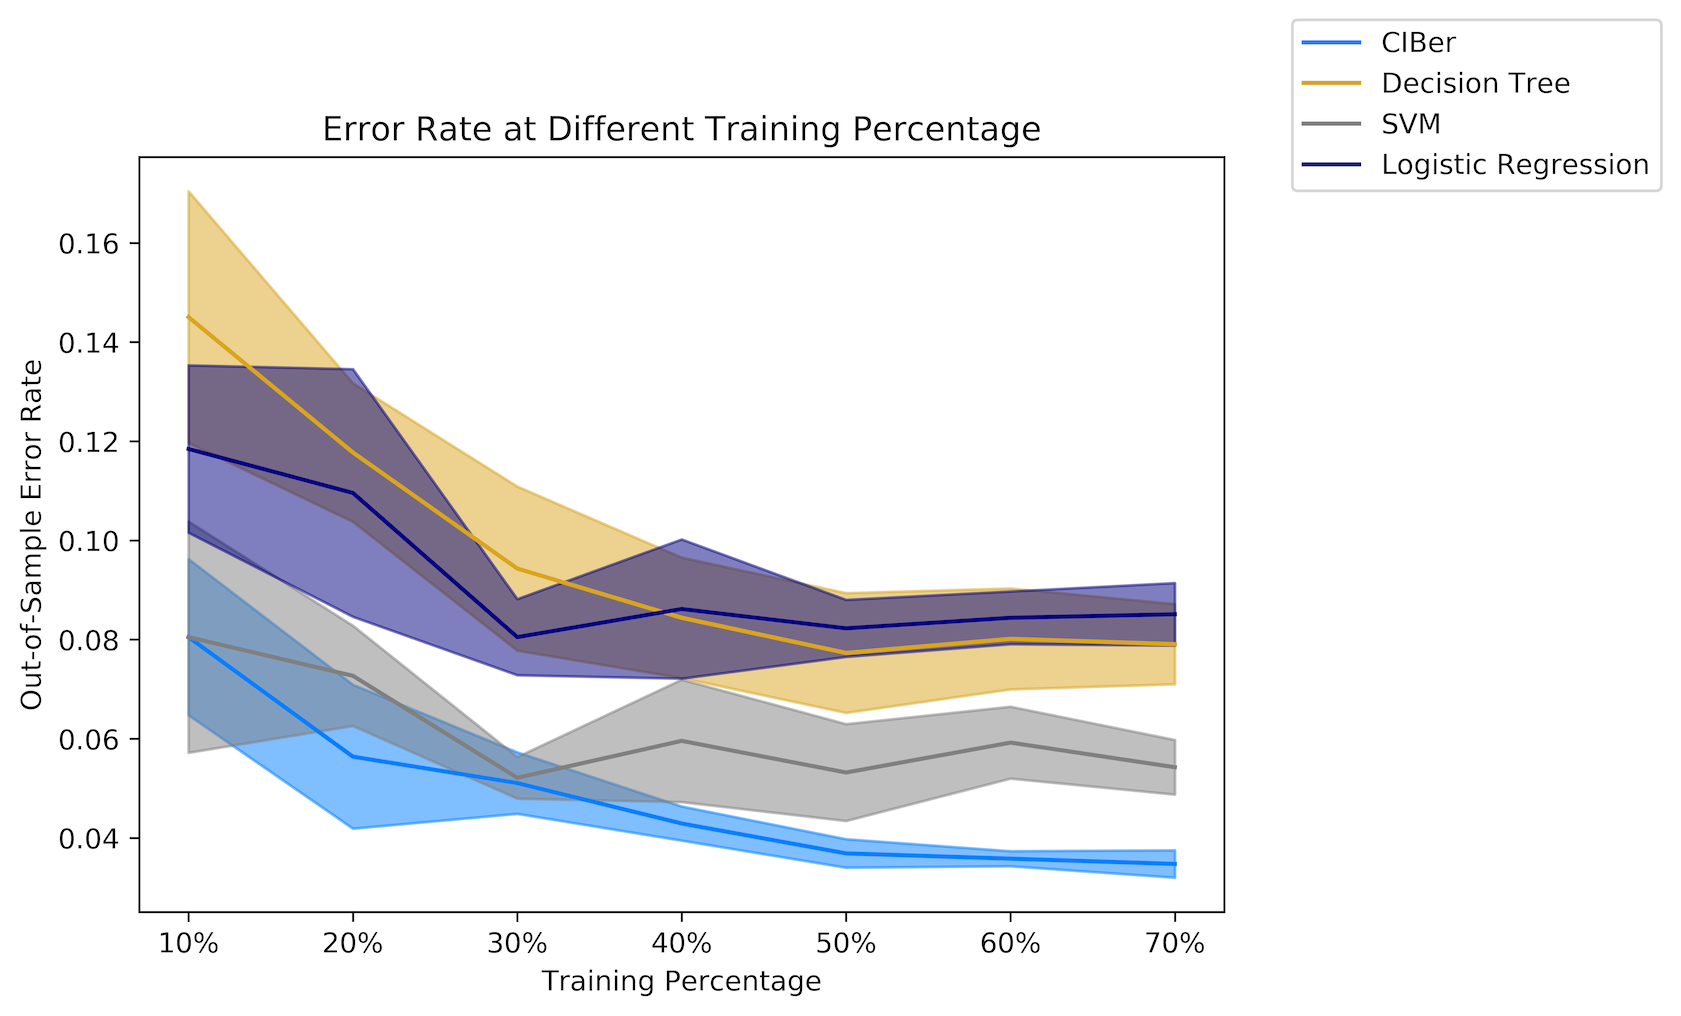 CIBer
Decision Tree
SVM
Logistic Regression
Error Rate at Different Training Percentage
Out-of-Sample Error Rate
0.16
0.14
0.12
0.10
0.08
0.06
0.04
10% 20% 30% 40% 50% 60% 70%
Training Percentage